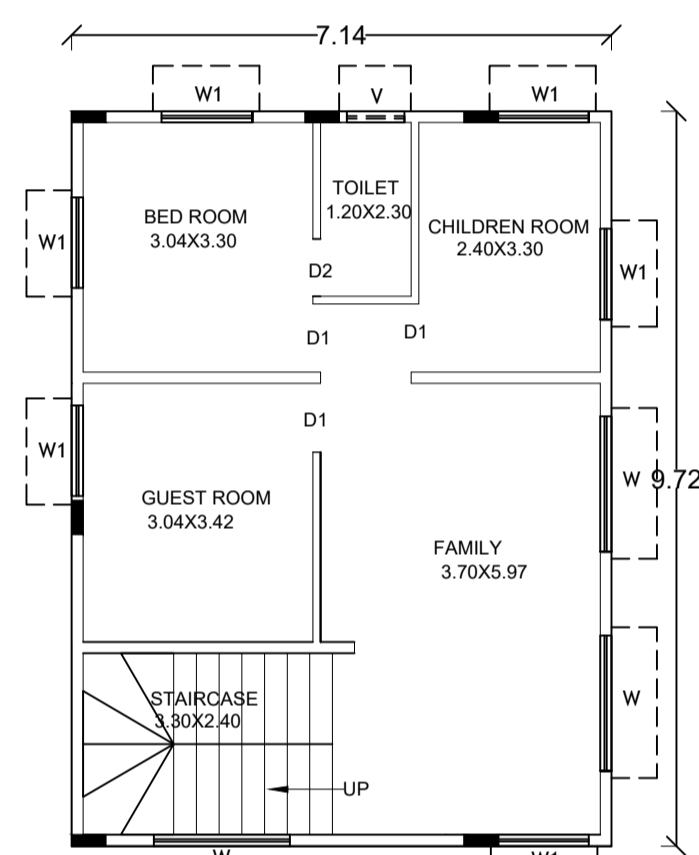 7.14
W1
V
W1
TOILET
1.20X2.30
BED ROOM
3.04X3.30
CHILDREN ROOM
2.40X3.30
W1
D2
W1
D1
D1
D1
W1
W
9.72
GUEST ROOM
3.04X3.42
FAMILY
3.70X5.97
STAIRCASE
3.30X2.40
W
UP
W
W1